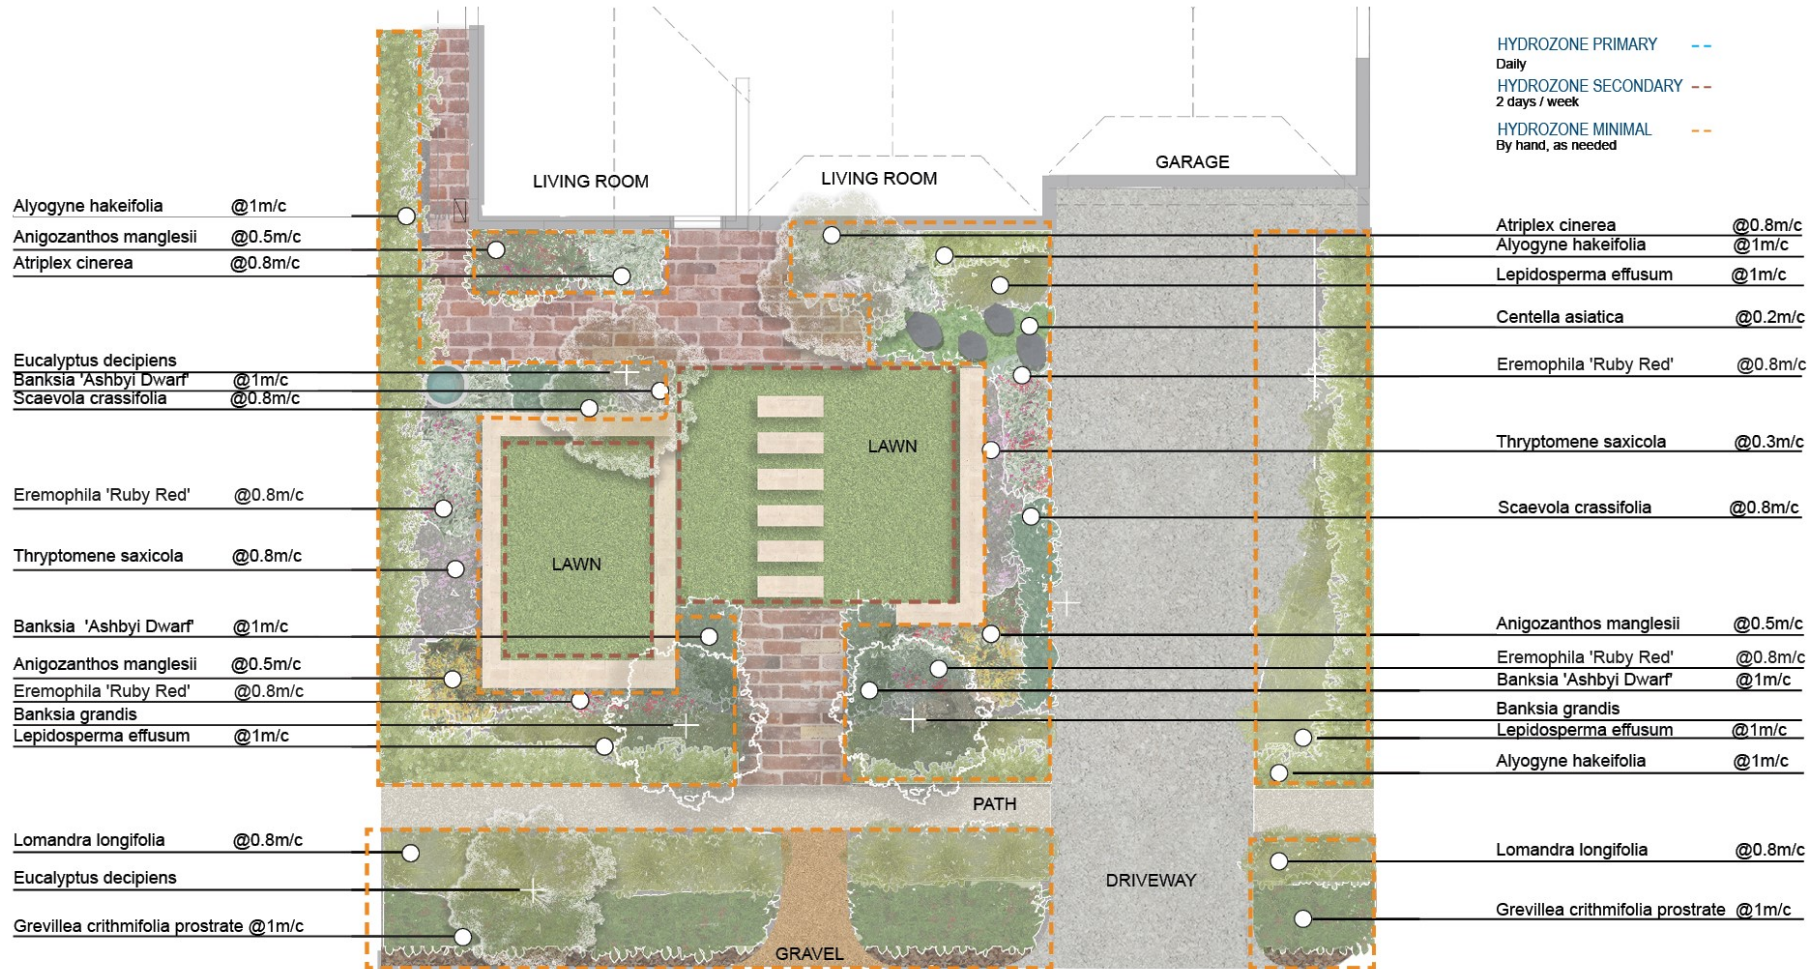 HYDROZONE PRIMARY
Daily
HYDROZONE SECONDARY
2 days / week
HYDROZONE MINIMAL
By hand, as needed
LIVING ROOM
LIVING ROOM
GARAGE
Alyogyne hakeifolia @1m/c
Anigozanthos manglesii @0.5m/c
Atriplex cinerea @0.8m/c
Eucalyptus decipiens
Banksia 'Ashbyi Dwarf' @1m/c
Scaevola crassifolia @0.8m/c
Eremophila 'Ruby Red' @0.8m/c
Thryptomene saxicola @0.8m/c
Banksia 'Ashbyi Dwarf' @1m/c
Anigozanthos manglesii @0.5m/c
Eremophila 'Ruby Red' @0.8m/c
Banksia grandis
Lepidosperma effusum @1m/c
Lomandra longifolia @0.8m/c
Eucalyptus decipiens
Grevillea crithmifolia prostrate @1m/c
LAWN
LAWN
PATH
DRIVEWAY
GRAVEL
Atriplex cinerea @0.8m/c
Alyogyne hakeifolia @1m/c
Lepidosperma effusum @1m/c
Centella asiatica @0.2m/c
Eremophila 'Ruby Red' @0.8m/c
Thryptomene saxicola @0.3m/c
Scaevola crassifolia @0.8m/c
Anigozanthos manglesii @0.5m/c
Eremophila 'Ruby Red' @0.8m/c
Banksia 'Ashbyi Dwarf' @1m/c
Banksia grandis
Lepidosperma effusum @1m/c
Alyogyne hakeifolia @1m/c
Lomandra longifolia @0.8m/c
Grevillea crithmifolia prostrate @1m/c